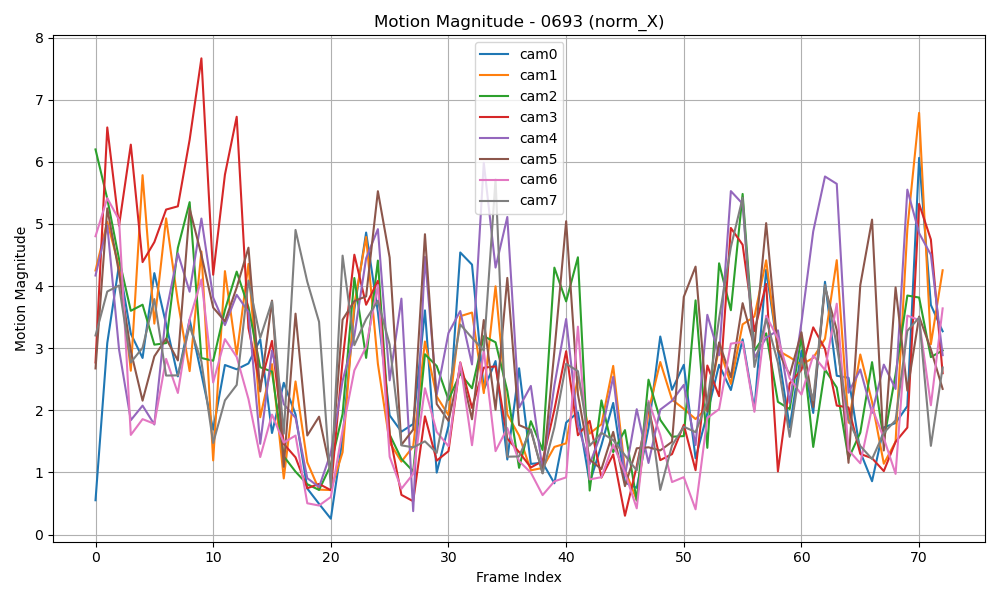 Motion Magnitude - 0693 (norm_X)
8
7
6
5
4
3
2
1
0
Motion Magnitude
cam0
cam1
cam2
cam3
cam4
cam5
cam6
cam7
0 10 20 30 40 50 60 70
Frame Index